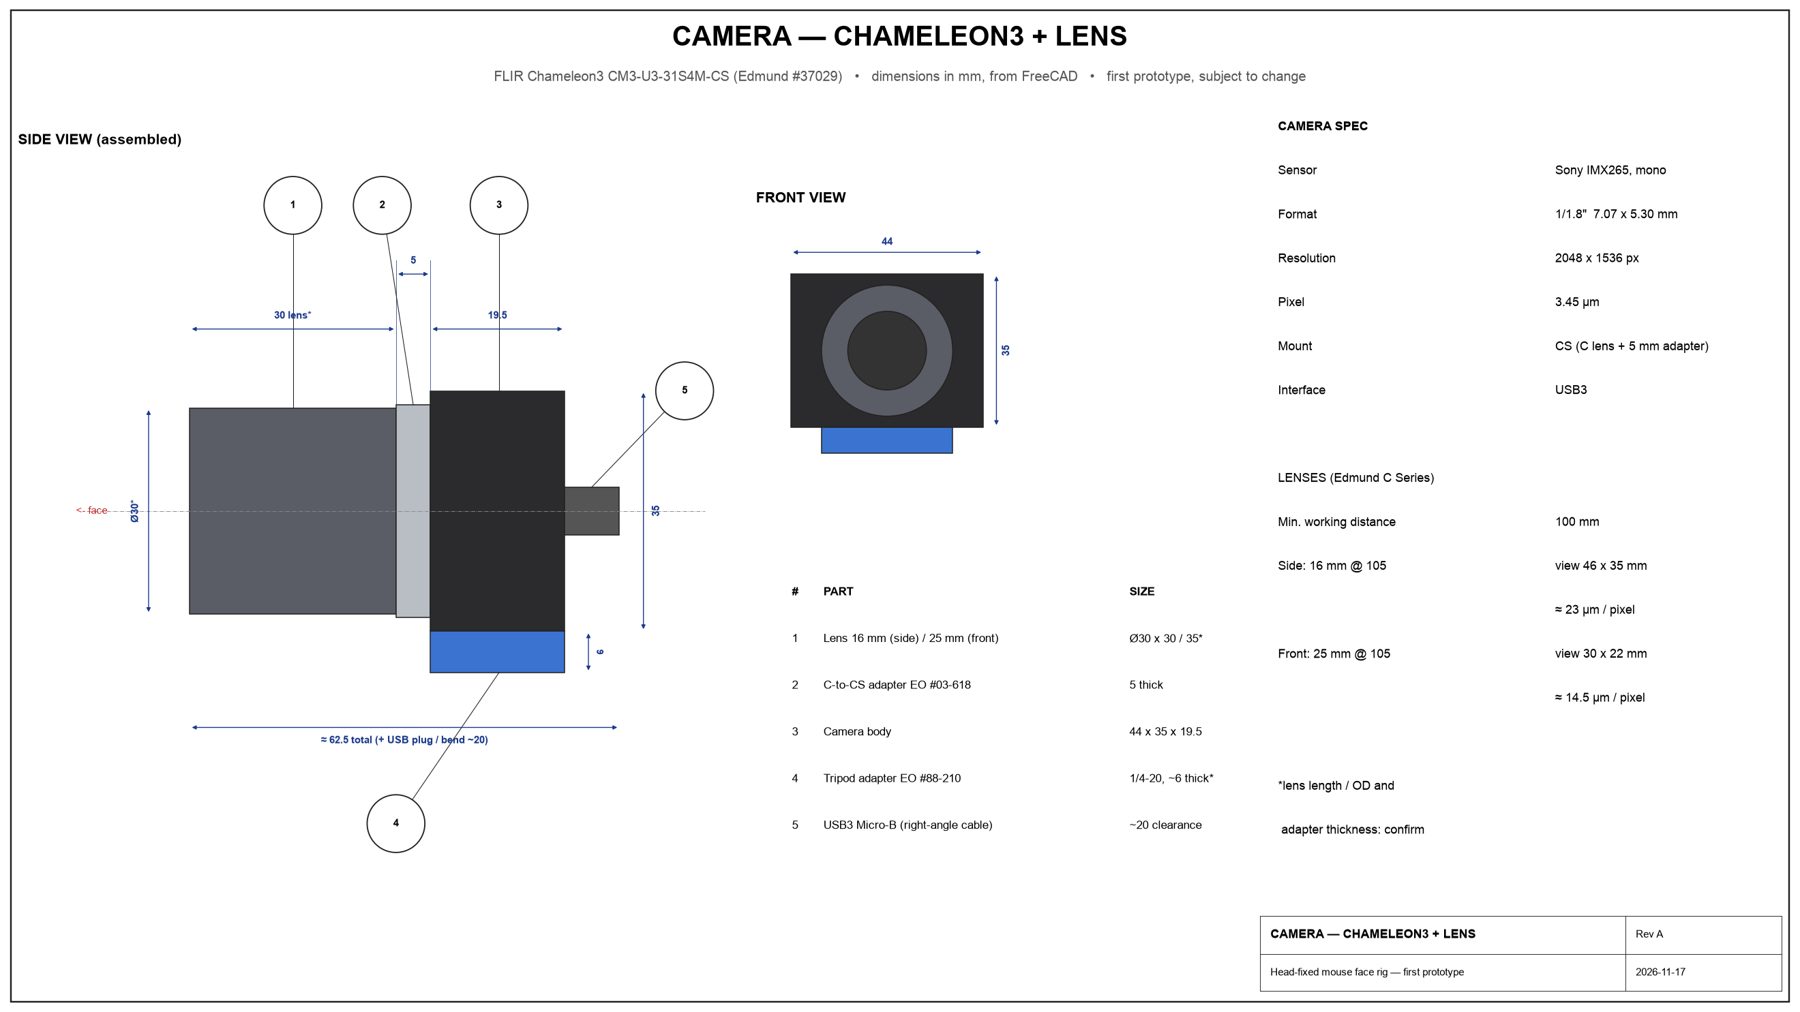 CAMERA — CHAMELEON3 + LENS
FLIR Chameleon3 CM3-U3-31S4M-CS (Edmund #37029) • dimensions in mm, from FreeCAD • first prototype, subject to change
SIDE VIEW (assembled)
1
2
3
5
30 lens*
19.5
5
Ø30*
<- face
35
6
≈ 62.5 total (+ USB plug / bend ~20)
4
FRONT VIEW
44
35
# PART SIZE
1 Lens 16 mm (side) / 25 mm (front) Ø30 x 30 / 35*
2 C-to-CS adapter EO #03-618 5 thick
3 Camera body 44 x 35 x 19.5
4 Tripod adapter EO #88-210 1/4-20, ~6 thick*
5 USB3 Micro-B (right-angle cable) ~20 clearance
CAMERA SPEC
Sensor Sony IMX265, mono
Format 1/1.8" 7.07 x 5.30 mm
Resolution 2048 x 1536 px
Pixel 3.45 µm
Mount CS (C lens + 5 mm adapter)
Interface USB3
LENSES (Edmund C Series)
Min. working distance 100 mm
Side: 16 mm @ 105 view 46 x 35 mm
≈ 23 µm / pixel
Front: 25 mm @ 105 view 30 x 22 mm
≈ 14.5 µm / pixel
*lens length / OD and
adapter thickness: confirm
CAMERA — CHAMELEON3 + LENS Rev A
Head-fixed mouse face rig — first prototype 2026-11-17